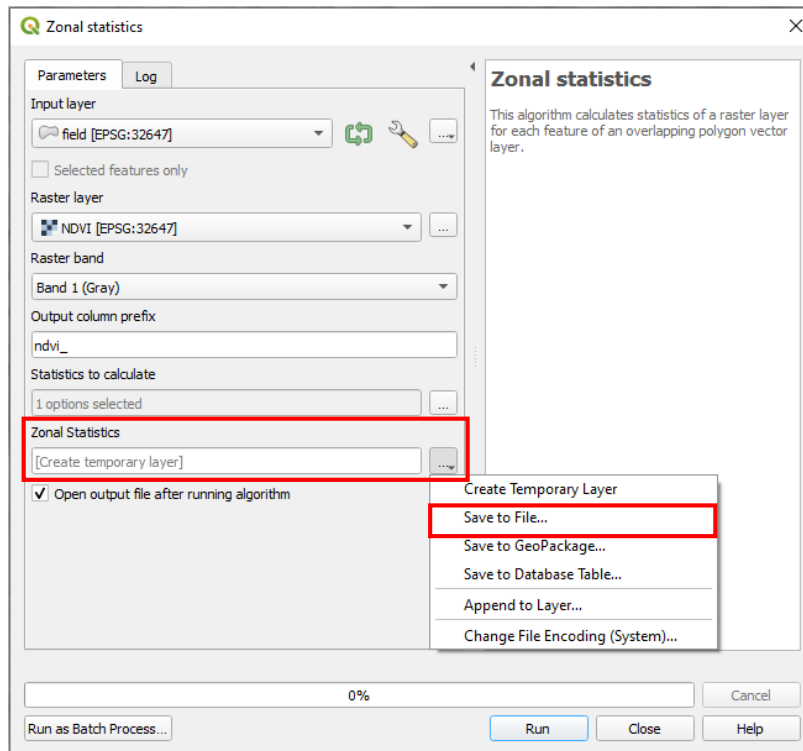 Zonal statistics
Parameters
Log
Input layer
field [EPSG:32647]
...
Selected features only
Raster layer
NDVI [EPSG:32647]
...
Raster band
Band 1 (Gray)
Output column prefix
ndvi_
Statistics to calculate
1 options selected
...
Zonal Statistics
[Create temporary layer]
...
Open output file after running algorithm
Zonal statistics
This algorithm calculates statistics of a raster layer
for each feature of an overlapping polygon vector
layer.
Create Temporary Layer
Save to File...
Save to GeoPackage...
Save to Database Table...
Append to Layer...
Change File Encoding (System)...
0%
Cancel
Run as Batch Process...
Run
Close
Help